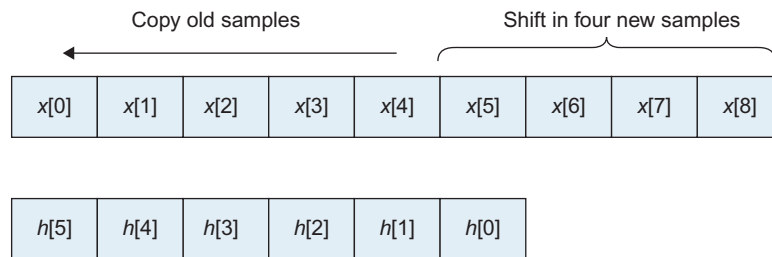 Copy old samples
Shift in four new samples
x[0] x[1] x[2] x[3] x[4] x[5] x[6] x[7] x[8]
h[5] h[4] h[3] h[2] h[1] h[0]